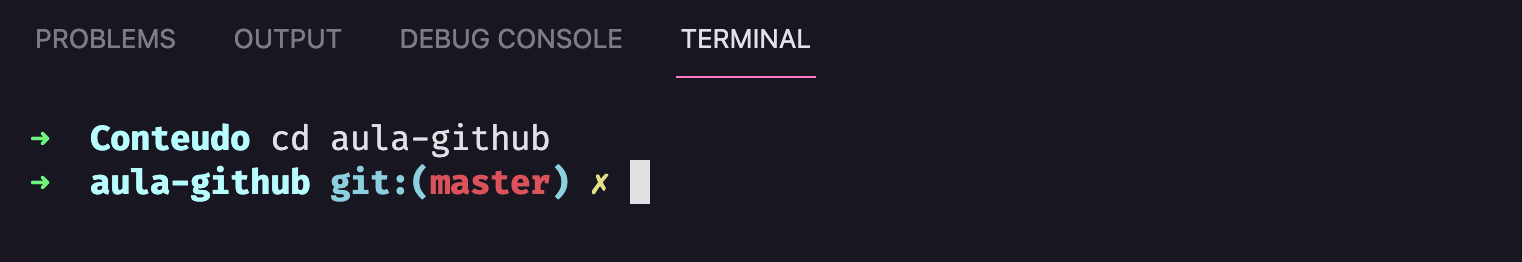 PROBLEMS OUTPUT DEBUG CONSOLE TERMINAL
➜ Conteudo cd aula-github
➜ aula-github git:(master) ✗